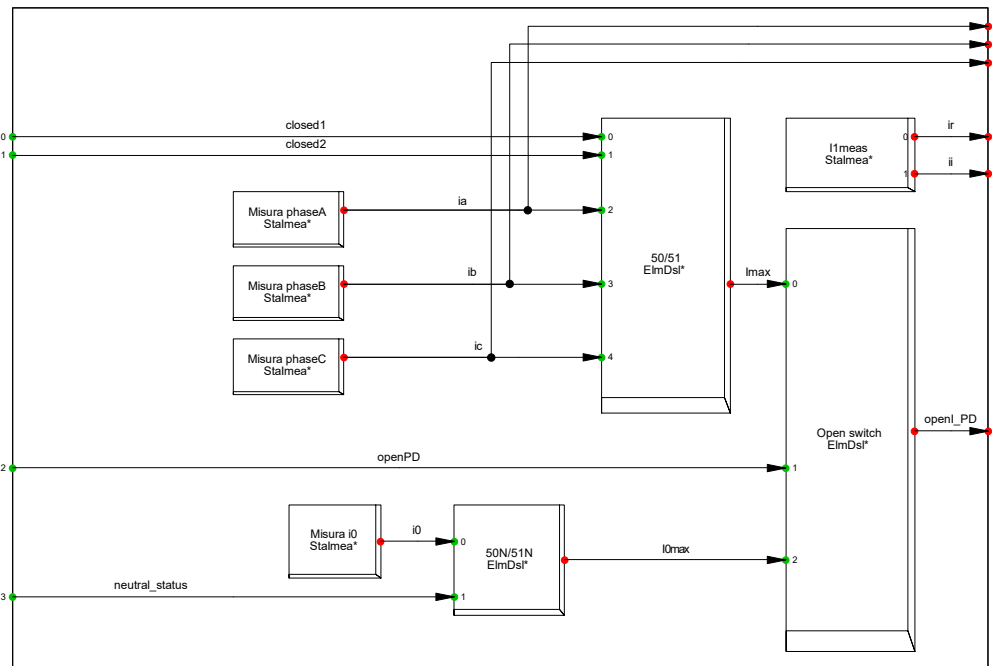 0
closed1
0
1
closed2
1
I1meas
StaImea*
0
ir
1
ii
Misura phaseA
StaImea*
ia
2
50/51
ElmDsl*
Misura phaseB
StaImea*
ib
3
Imax
0
Misura phaseC
StaImea*
ic
4
Open switch
ElmDsl*
openI_PD
2
openPD
1
Misura i0
StaImea*
i0
0
50N/51N
ElmDsl*
I0max
2
3
neutral_status
1